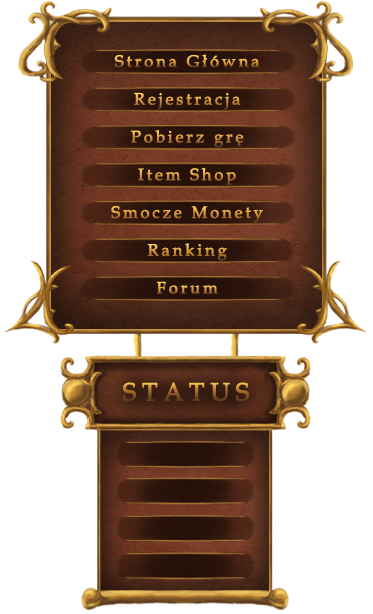 Strona Główna
Rejestracja
Pobierz grę
Item Shop
Smocze Monety
Ranking
Forum
STATUS